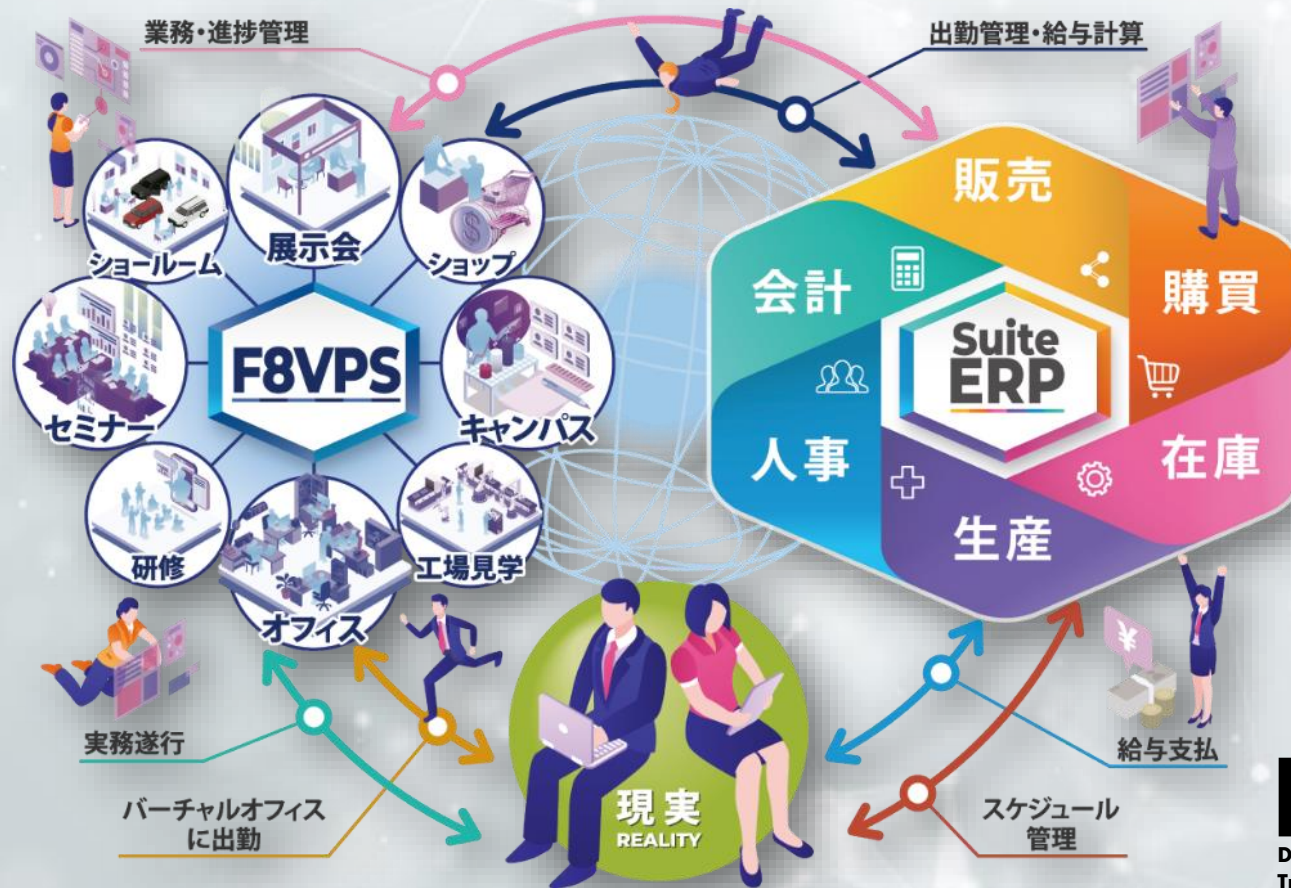 業務・進捗管理
出勤管理・給与計算
ショールーム
展示会
ショップ
セミナー
F8VPS
キャンパス
研修
オフィス
工場見学
販売
会計
購買
Suite
ERP
人事
在庫
生産
¥
実務遂行
バーチャルオフィス
に出勤
現実
REALITY
給与支払
スケジュール
管理